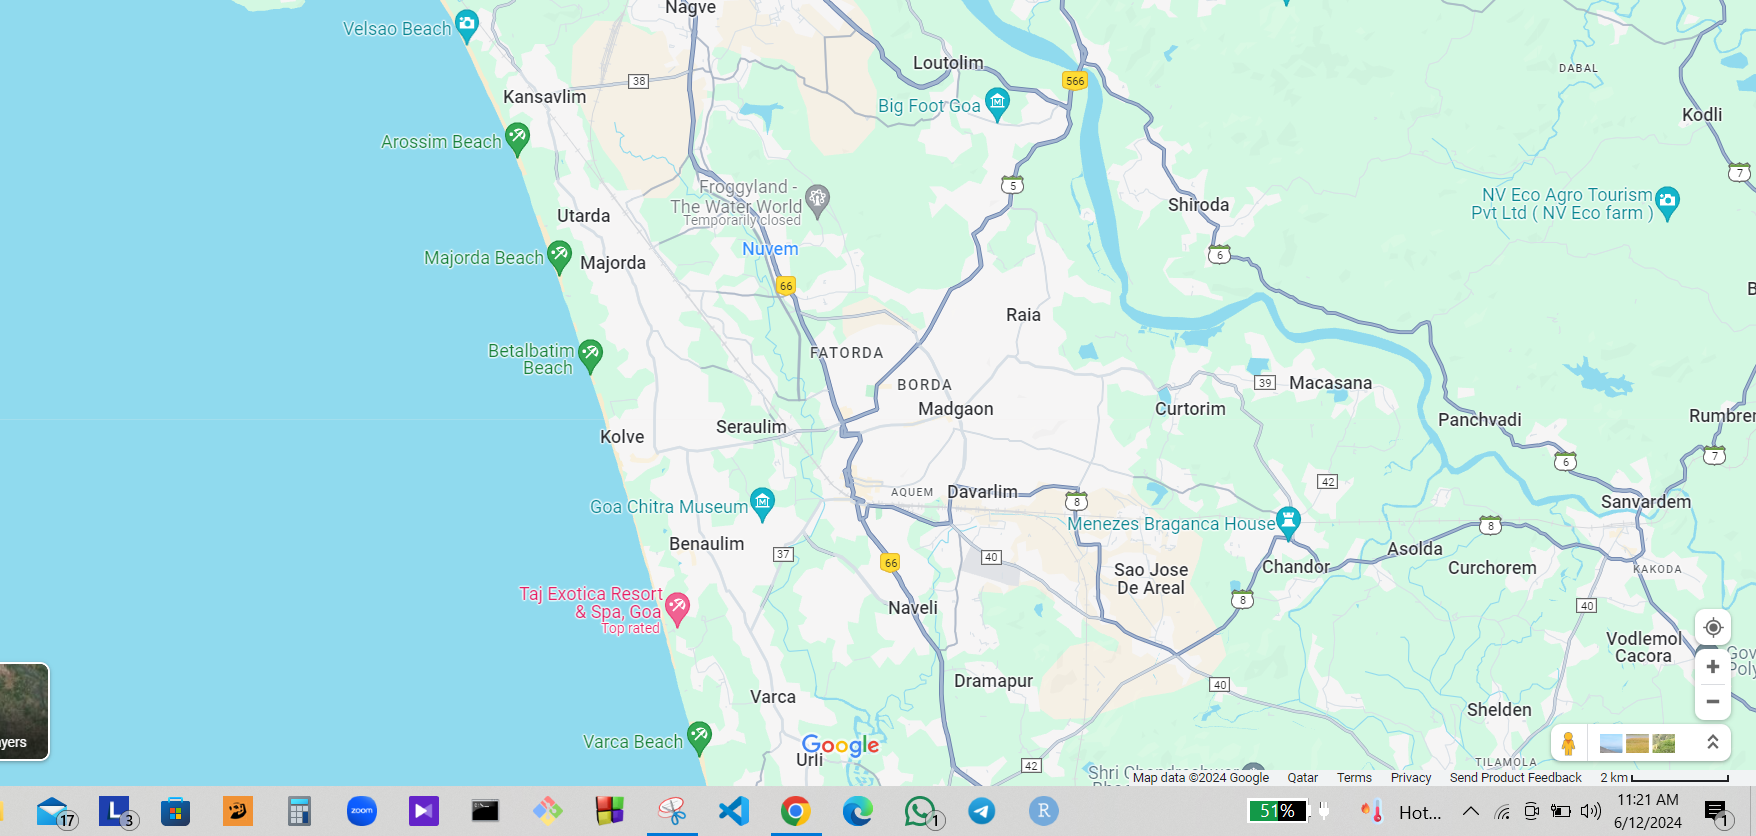 Nagve
Velsao Beach
Loutolim
DABAL
566
38
Kansavlim
Big Foot Goa
Kodli
Arossim Beach
7
5
Froggyland -
The Water World
Temporarily closed
NV Eco Agro Tourism
Pvt Ltd ( NV Eco farm )
Shiroda
Utarda
Nuvem
6
Majorda Beach
Majorda
66
B
Raia
FATORDA
Betalbatim
Beach
BORDA
39
Macasana
Madgaon
Curtorim
Panchvadi
Rumbrer
Seraulim
Kolve
7
6
42
AQUEM
Davarlim
8
Sanvardem
Goa Chitra Museum
Menezes Braganca House
8
Benaulim
37
40
Asolda
66
Chandor
Curchorem
KAKODA
Sao Jose
De Areal
Taj Exotica Resort
& Spa, Goa
Top rated
Naveli
8
40
Vodlemol
Cacora
Gov
Poly
Dramapur
40
Varca
Shelden
Varca Beach
Google
Urli
42
TILAMOLA
ayers
Map data ©2024 Google
Qatar
Terms
Privacy
Send Product Feedback
2 km
17
L
3
zoom
1
R
51%
Hot...
11:21 AM
6/12/2024
1